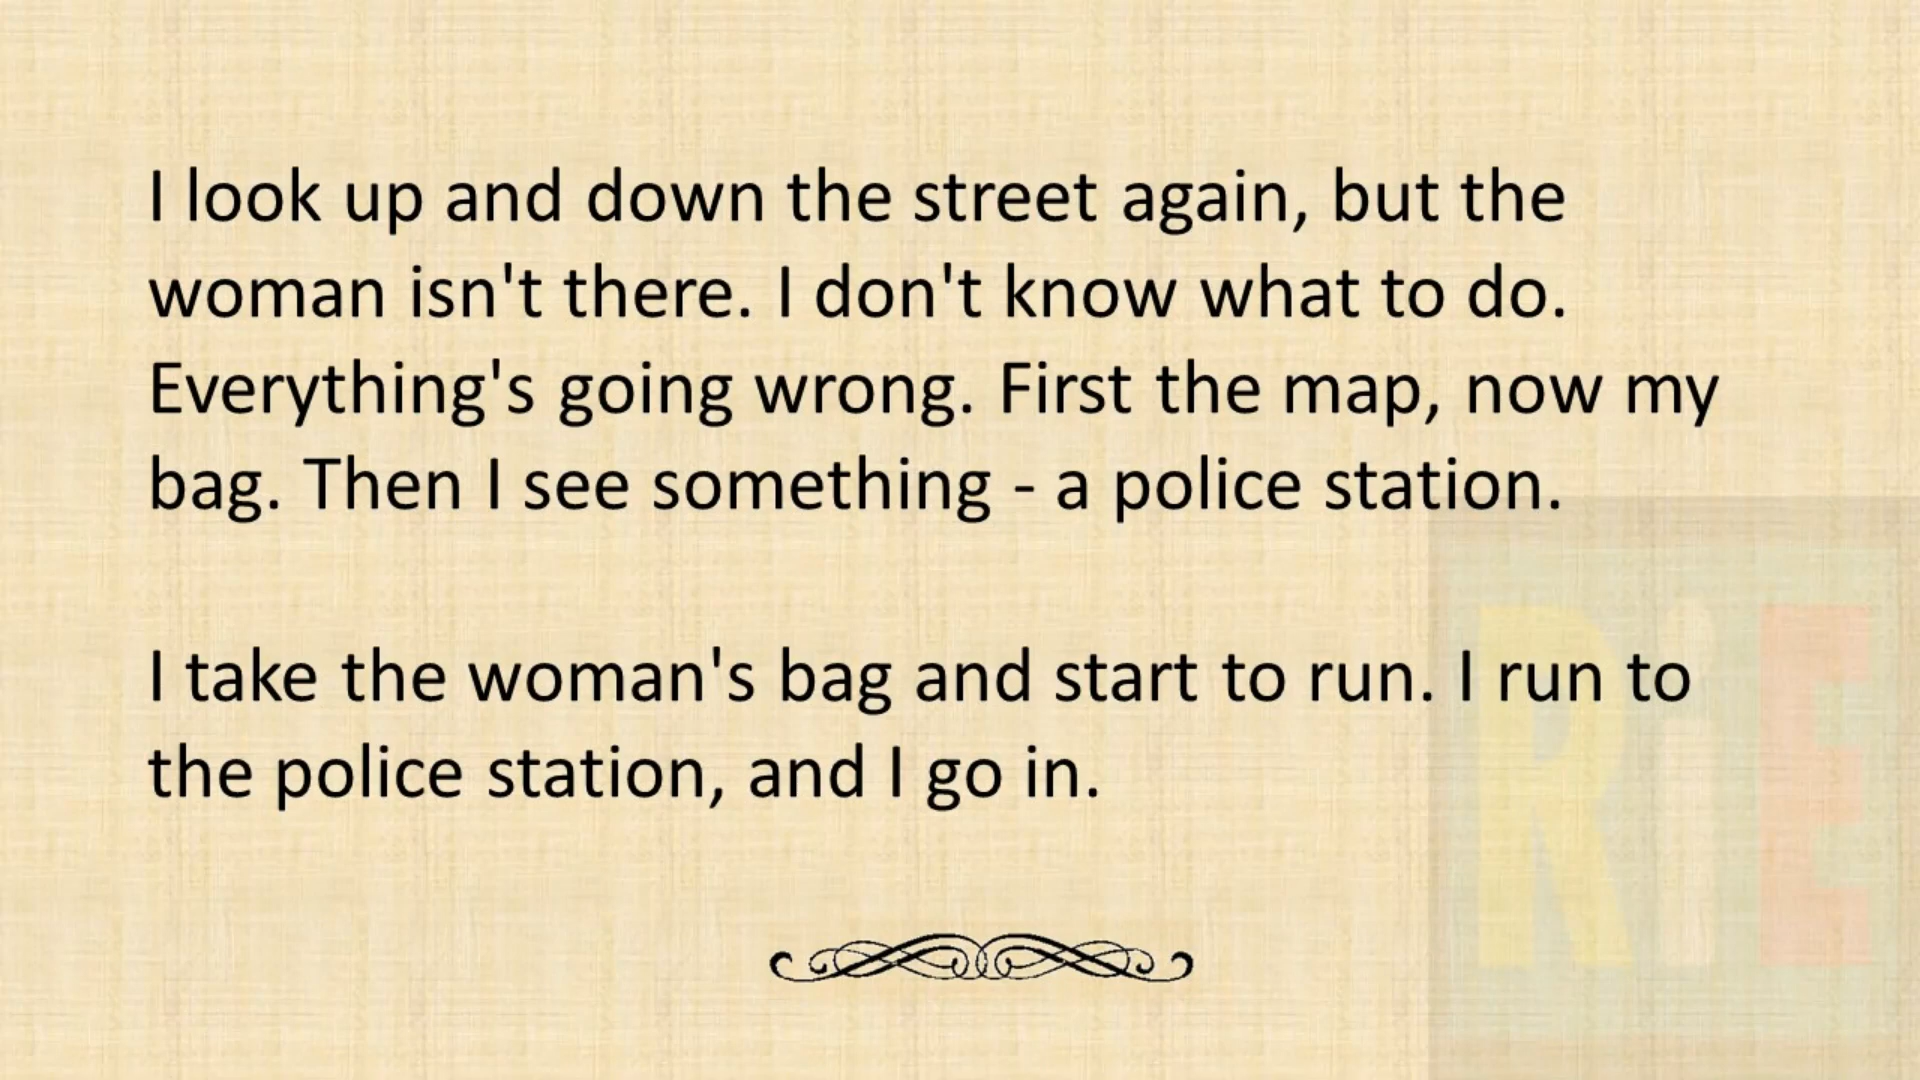 I look up and down the street again, but the
woman isn't there. I don't know what to do.
Everything's going wrong. First the map, now my
bag. Then I see something - a police station.
I take the woman's bag and start to run. I run to
the police station, and I go in.
RiE